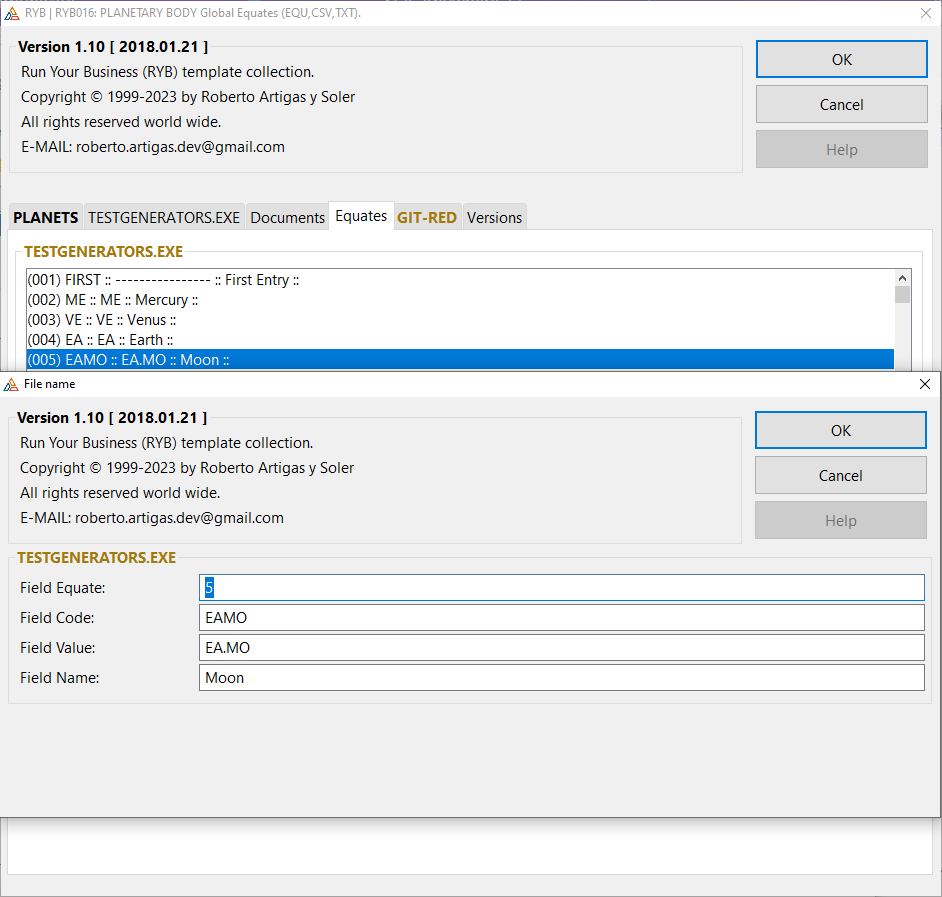 RYB | RYB016: PLANETARY BODY Global Equates (EQU,CSV,TXT).
Version 1.10 [ 2018.01.21 ]
Run Your Business (RYB) template collection.
Copyright © 1999-2023 by Roberto Artigas y Soler
All rights reserved world wide.
E-MAIL: roberto.artigas.dev@gmail.com
OK
Cancel
Help
PLANETS TESTGENERATORS.EXE Documents Equates GIT-RED Versions
TESTGENERATORS.EXE
(001) FIRST :: ---------------- :: First Entry ::
(002) ME :: ME :: Mercury ::
(003) VE :: VE :: Venus ::
(004) EA :: EA :: Earth ::
(005) EAMO :: EA.MO :: Moon ::
File name
Version 1.10 [ 2018.01.21 ]
Run Your Business (RYB) template collection.
Copyright © 1999-2023 by Roberto Artigas y Soler
All rights reserved world wide.
E-MAIL: roberto.artigas.dev@gmail.com
OK
Cancel
Help
TESTGENERATORS.EXE
Field Equate: 5
Field Code: EAMO
Field Value: EA.MO
Field Name: Moon